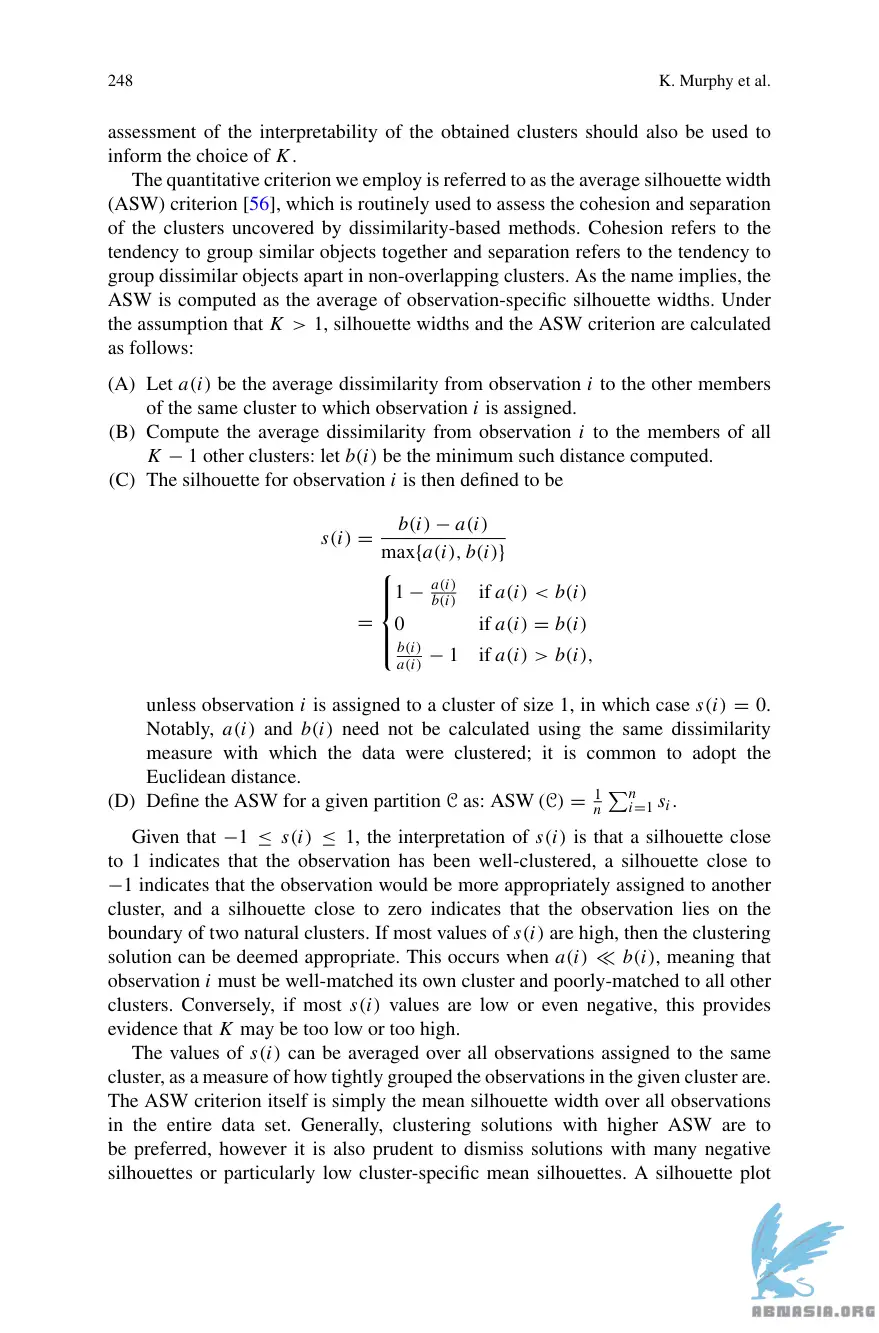 248 K. Murphy et al.
assessment of the interpretability of the obtained clusters should also be used to
inform the choice of K.
The quantitative criterion we employ is referred to as the average silhouette width
(ASW) criterion [56], which is routinely used to assess the cohesion and separation
of the clusters uncovered by dissimilarity-based methods. Cohesion refers to the
tendency to group similar objects together and separation refers to the tendency to
group dissimilar objects apart in non-overlapping clusters. As the name implies, the
ASW is computed as the average of observation-specific silhouette widths. Under
the assumption that K > 1, silhouette widths and the ASW criterion are calculated
as follows:
(A) Let a(i) be the average dissimilarity from observation i to the other members
of the same cluster to which observation i is assigned.
(B) Compute the average dissimilarity from observation i to the members of all
K − 1 other clusters: let b(i) be the minimum such distance computed.
(C) The silhouette for observation i is then defined to be
s(i) = \frac{b(i) − a(i)}{max{a(i), b(i)}}
= { 1 − \frac{a(i)}{b(i)} if a(i) < b(i)
0 if a(i) = b(i)
\frac{b(i)}{a(i)} − 1 if a(i) > b(i),
unless observation i is assigned to a cluster of size 1, in which case s(i) = 0.
Notably, a(i) and b(i) need not be calculated using the same dissimilarity
measure with which the data were clustered; it is common to adopt the
Euclidean distance.
(D) Define the ASW for a given partition C as: ASW (C) = \frac{1}{n} ∑_{i=1}^{n} s_i.
Given that −1 ≤ s(i) ≤ 1, the interpretation of s(i) is that a silhouette close
to 1 indicates that the observation has been well-clustered, a silhouette close to
−1 indicates that the observation would be more appropriately assigned to another
cluster, and a silhouette close to zero indicates that the observation lies on the
boundary of two natural clusters. If most values of s(i) are high, then the clustering
solution can be deemed appropriate. This occurs when a(i) ≪ b(i), meaning that
observation i must be well-matched its own cluster and poorly-matched to all other
clusters. Conversely, if most s(i) values are low or even negative, this provides
evidence that K may be too low or too high.
The values of s(i) can be averaged over all observations assigned to the same
cluster, as a measure of how tightly grouped the observations in the given cluster are.
The ASW criterion itself is simply the mean silhouette width over all observations
in the entire data set. Generally, clustering solutions with higher ASW are to
be preferred, however it is also prudent to dismiss solutions with many negative
silhouettes or particularly low cluster-specific mean silhouettes. A silhouette plot
ABNASIA.ORG